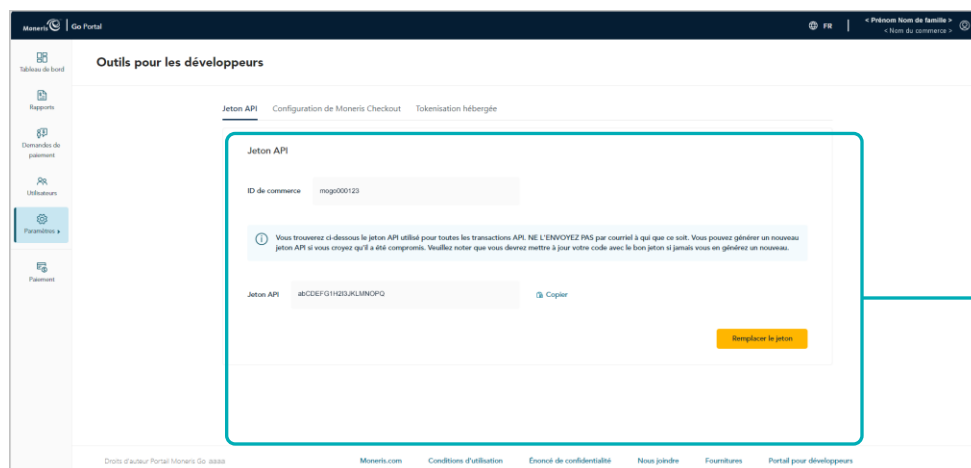 Moneris Go Portal
FR
< Prénom Nom de famille >
< Nom du commerce >
Tableau de bord
Rapports
Demandes de
paiement
Utilisateurs
Paramètres
Paiement
Outils pour les développeurs
Jeton API Configuration de Moneris Checkout Tokenisation hébergée
Jeton API
ID de commerce mogo000123
Vous trouverez ci-dessous le jeton API utilisé pour toutes les transactions API. NE L'ENVOYEZ PAS par courriel à qui que ce soit. Vous pouvez générer un nouveau
jeton API si vous croyez qu'il a été compromis. Veuillez noter que vous devrez mettre à jour votre code avec le bon jeton si jamais vous en générez un nouveau.
Jeton API abCDEFG1H2I3JKLMNOPQ Copier
Remplacer le jeton
Droits d'auteur Portail Moneris Go aaaa
Moneris.com Conditions d'utilisation Énoncé de confidentialité Nous joindre Fournitures Portail pour développeurs